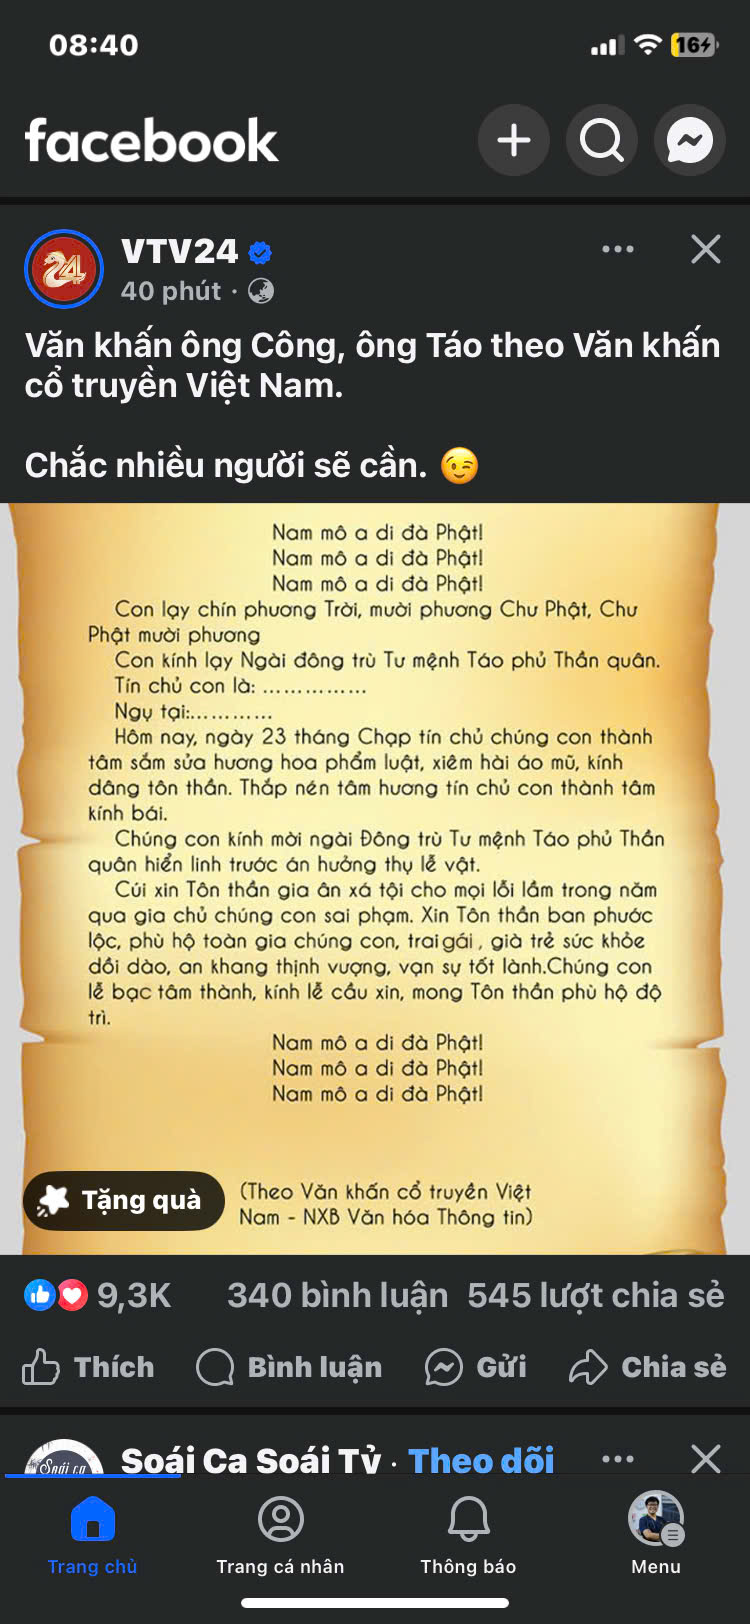 08:40
16
facebook
VTV24
40 phút ·
Văn khấn ông Công, ông Táo theo Văn khấn
cổ truyền Việt Nam.
Chắc nhiều người sẽ cần. 😉
Nam mô a di đà Phật!
Nam mô a di đà Phật!
Nam mô a di đà Phật!
Con lạy chín phương Trời, mười phương Chư Phật, Chư
Phật mười phương
Con kính lạy Ngài đông trù Tư mệnh Táo phủ Thần quân.
Tín chủ con là: ...............
Ngụ tại:............
Hôm nay, ngày 23 tháng Chạp tín chủ chúng con thành
tâm sắm sửa hương hoa phẩm luật, xiêm hài áo mũ, kính
dâng tôn thần. Thắp nén tâm hương tín chủ con thành tâm
kính bái.
Chúng con kính mời ngài Đông trù Tư mệnh Táo phủ Thần
quân hiển linh trước án hưởng thụ lễ vật.
Cúi xin Tôn thần gia ân xá tội cho mọi lỗi lầm trong năm
qua gia chủ chúng con sai phạm. Xin Tôn thần ban phước
lộc, phù hộ toàn gia chúng con, trai gái, già trẻ sức khỏe
dồi dào, an khang thịnh vượng, vạn sự tốt lành.Chúng con
lễ bạc tâm thành, kính lễ cầu xin, mong Tôn thần phù hộ độ
trì.
Nam mô a di đà Phật!
Nam mô a di đà Phật!
Nam mô a di đà Phật!
Tặng quà
(Theo Văn khấn cổ truyền Việt
Nam - NXB Văn hóa Thông tin)
9,3K 340 bình luận 545 lượt chia sẻ
Thích Bình luận Gửi Chia sẻ
Soái ca
Soái Ca Soái Tỷ · Theo dõi
Trang chủ Trang cá nhân Thông báo Menu